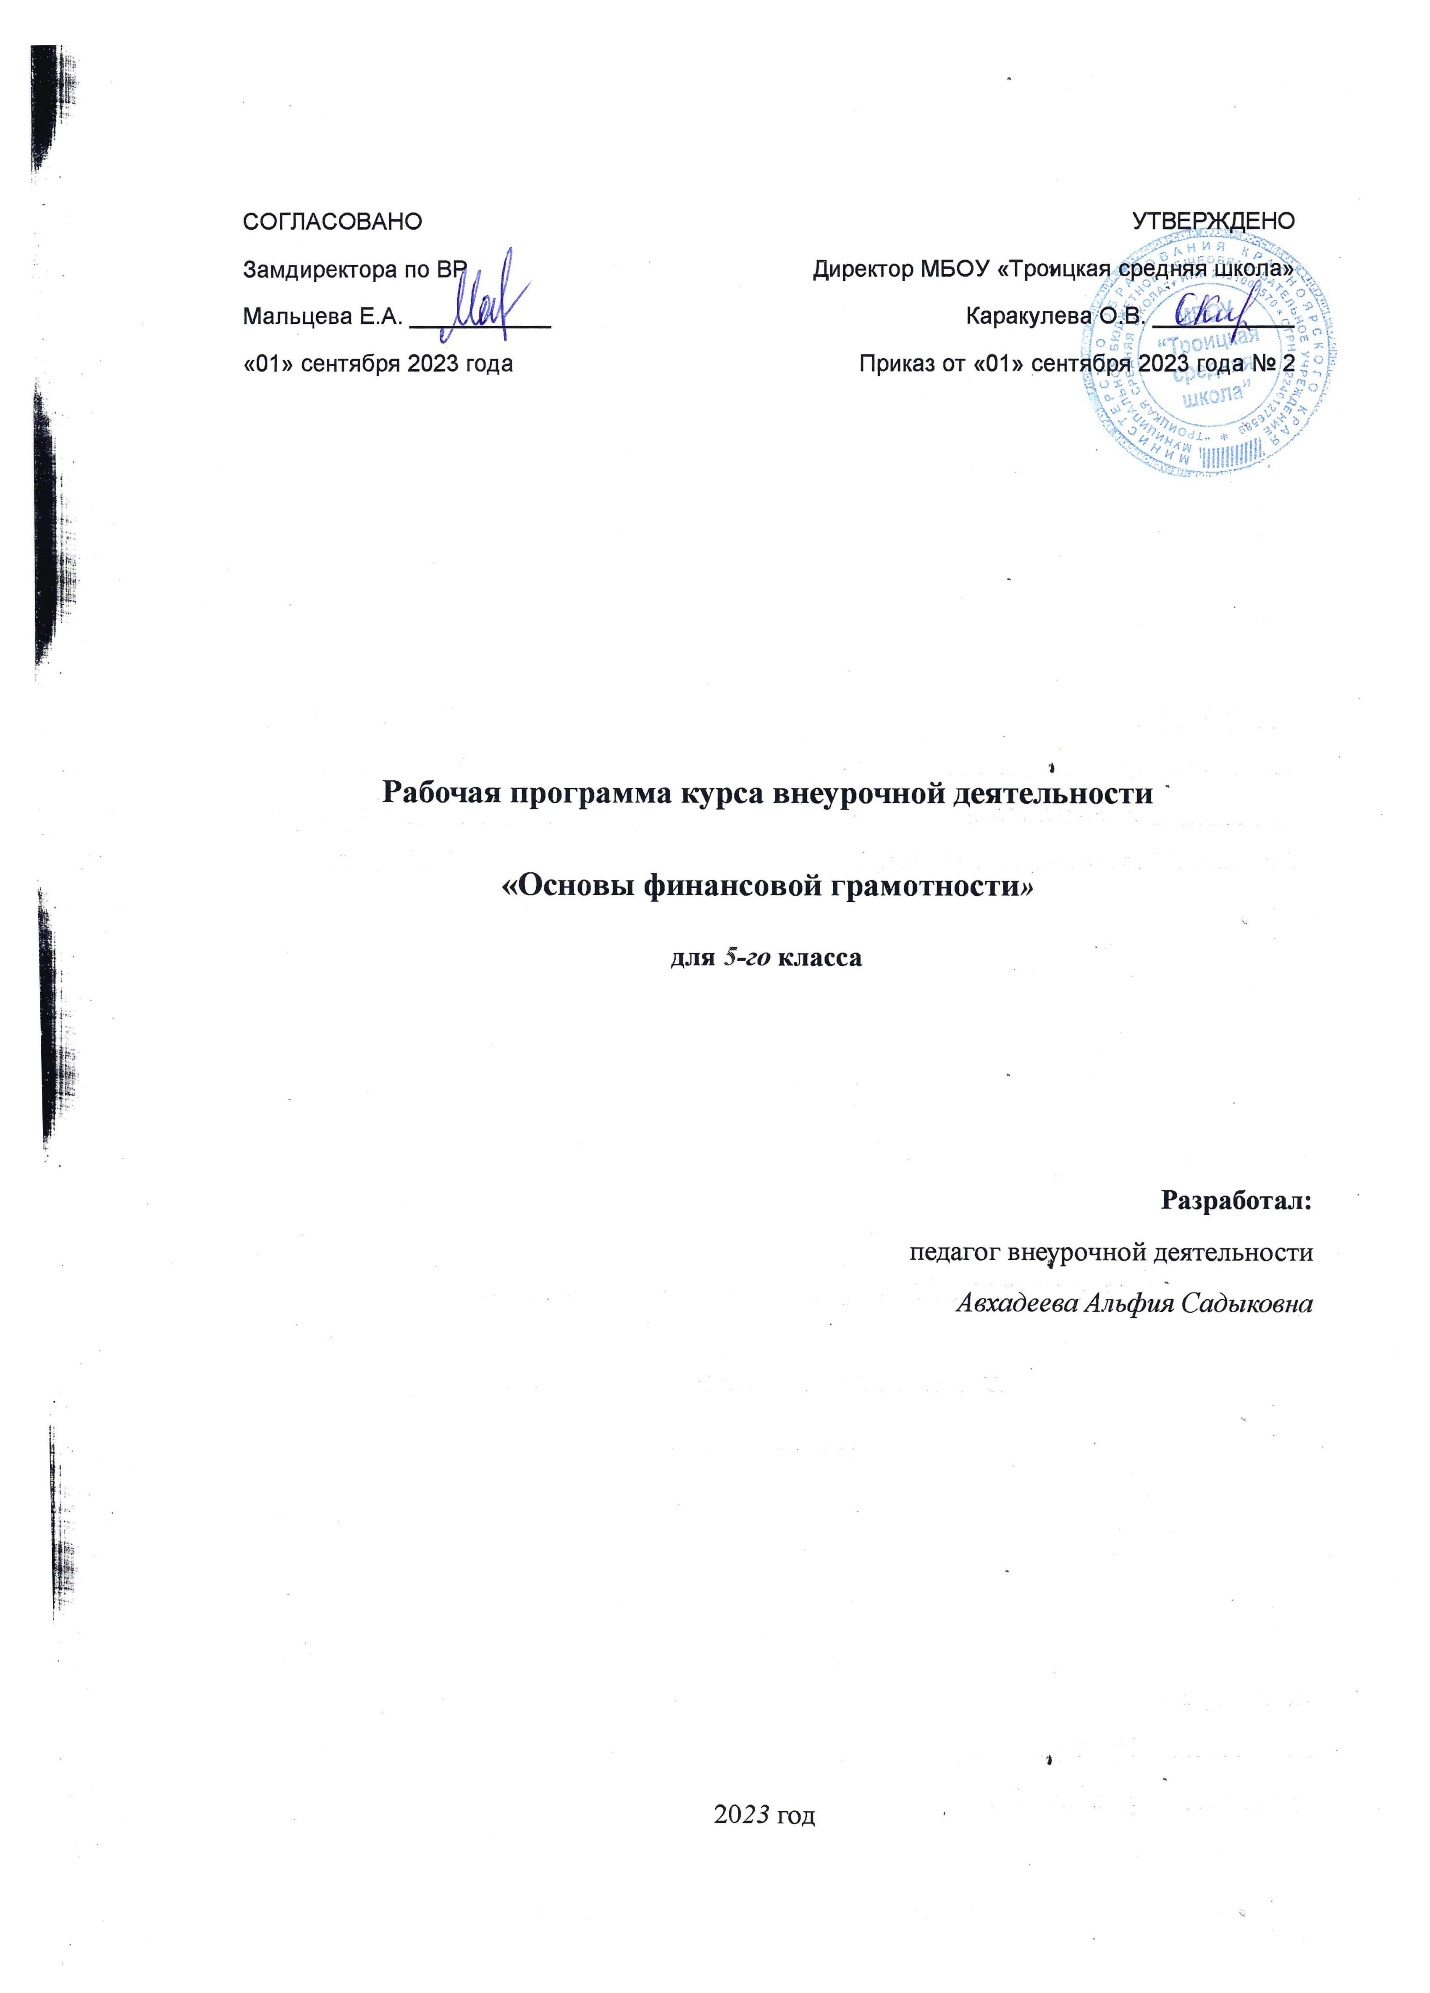 СОГЛАСОВАНО
Замдиректора по ВР
Мальцева Е.А.
«01» сентября 2023 года
УТВЕРЖДЕНО
Директор МБОУ «Троицкая средняя школа»
Каракулева О.В.
Приказ от «01» сентября 2023 года № 2
"Троицкая
средняя
школа"
Рабочая программа курса внеурочной деятельности
«Основы финансовой грамотности»
для 5-го класса
Разработал:
педагог внеурочной деятельности
Авхадеева Альфия Садыковна
2023 год